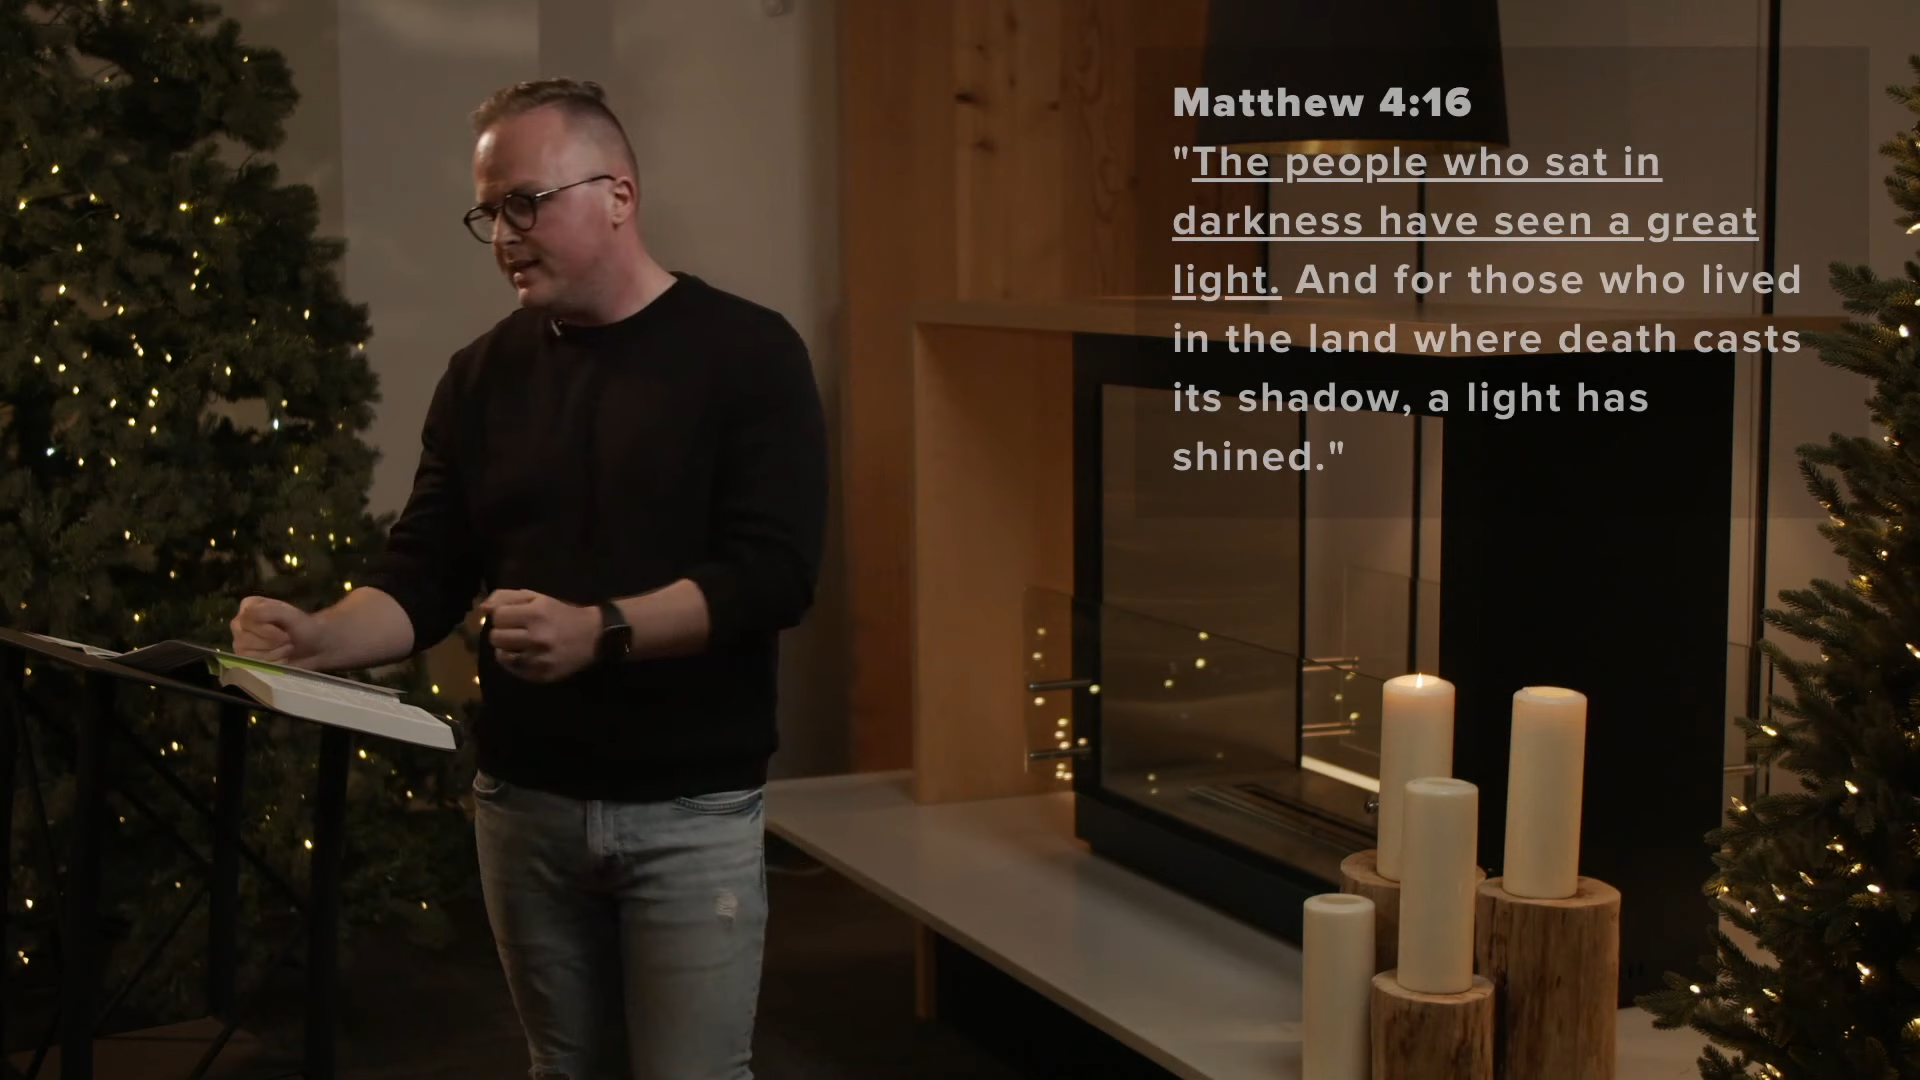 Matthew 4:16
"The people who sat in
darkness have seen a great
light. And for those who lived
in the land where death casts
its shadow, a light has
shined."